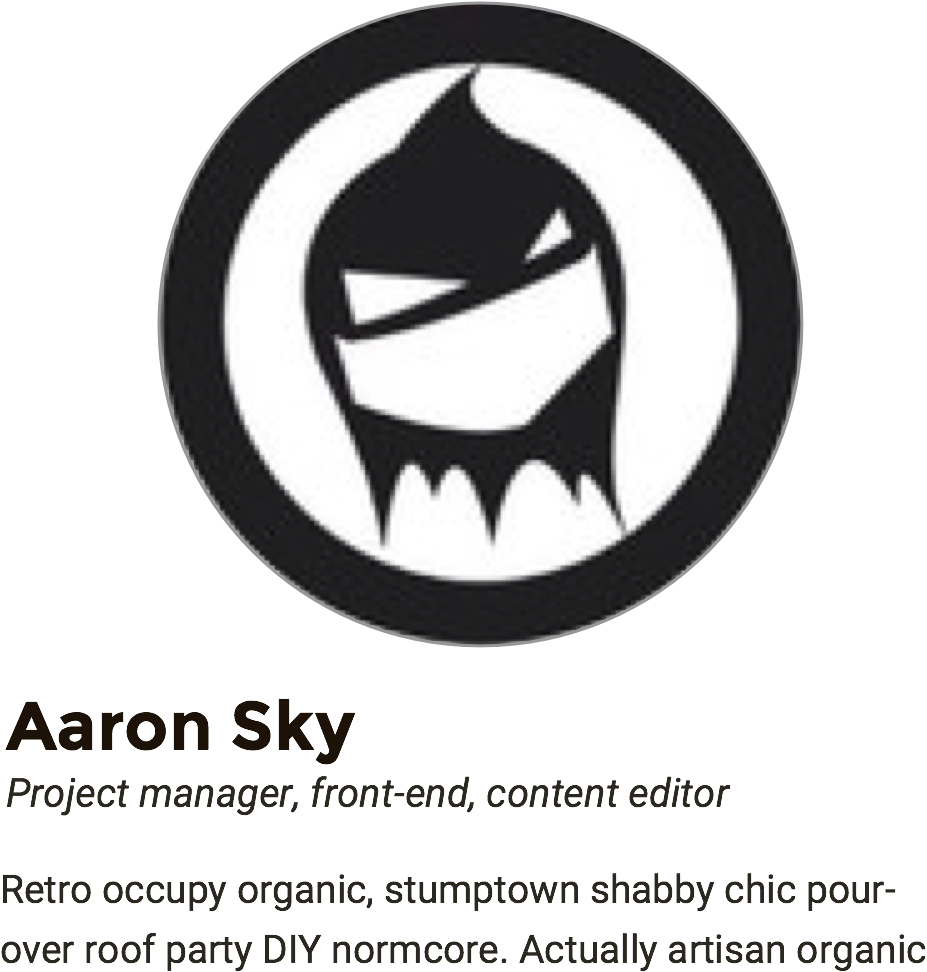 Aaron Sky
Project manager, front-end, content editor
Retro occupy organic, stumptown shabby chic pour-
over roof party DIY normcore. Actually artisan organic